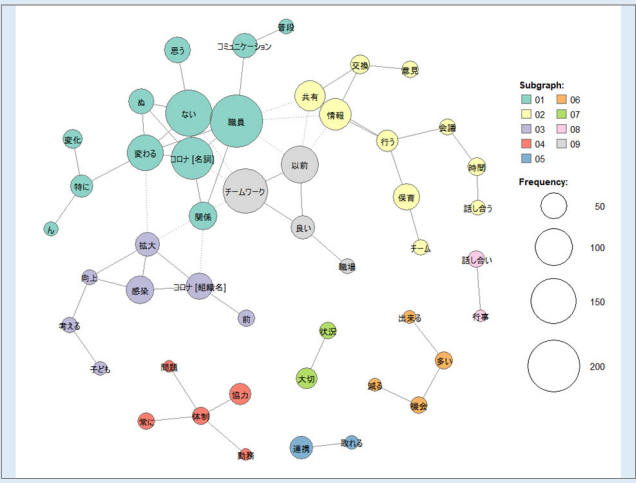 普段
思う
コミュニケーション
交換
意見
共有
ぬ
ない
職員
情報
会議
行う
変化
変わる
コロナ [名詞]
以前
時間
特に
チームワーク
保育
話し合う
関係
良い
ん
チーム
拡大
職場
話し合い
向上
感染
コロナ [組織名]
考える
前
出来る
行事
状況
子ども
問題
多い
大切
減る
協力
機会
常に
体制
勤務
連携
取れる
Subgraph:
01
06
02
07
03
08
04
09
05
Frequency:
50
100
150
200